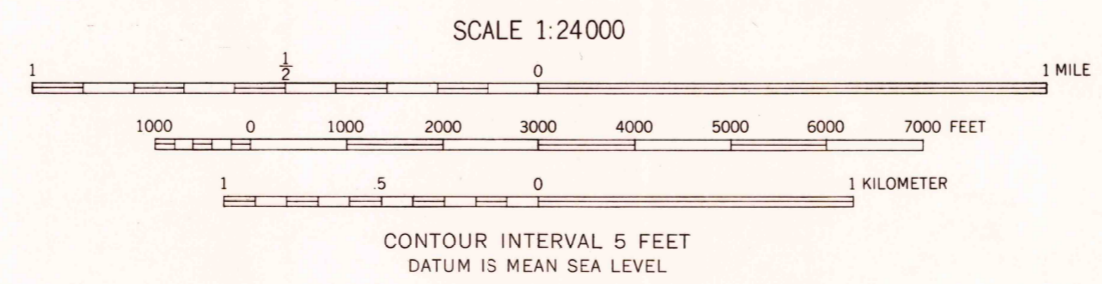 SCALE 1:24000
1 1/2 0 1 MILE
1000 0 1000 2000 3000 4000 5000 6000 7000 FEET
1 .5 0 1 KILOMETER
CONTOUR INTERVAL 5 FEET
DATUM IS MEAN SEA LEVEL